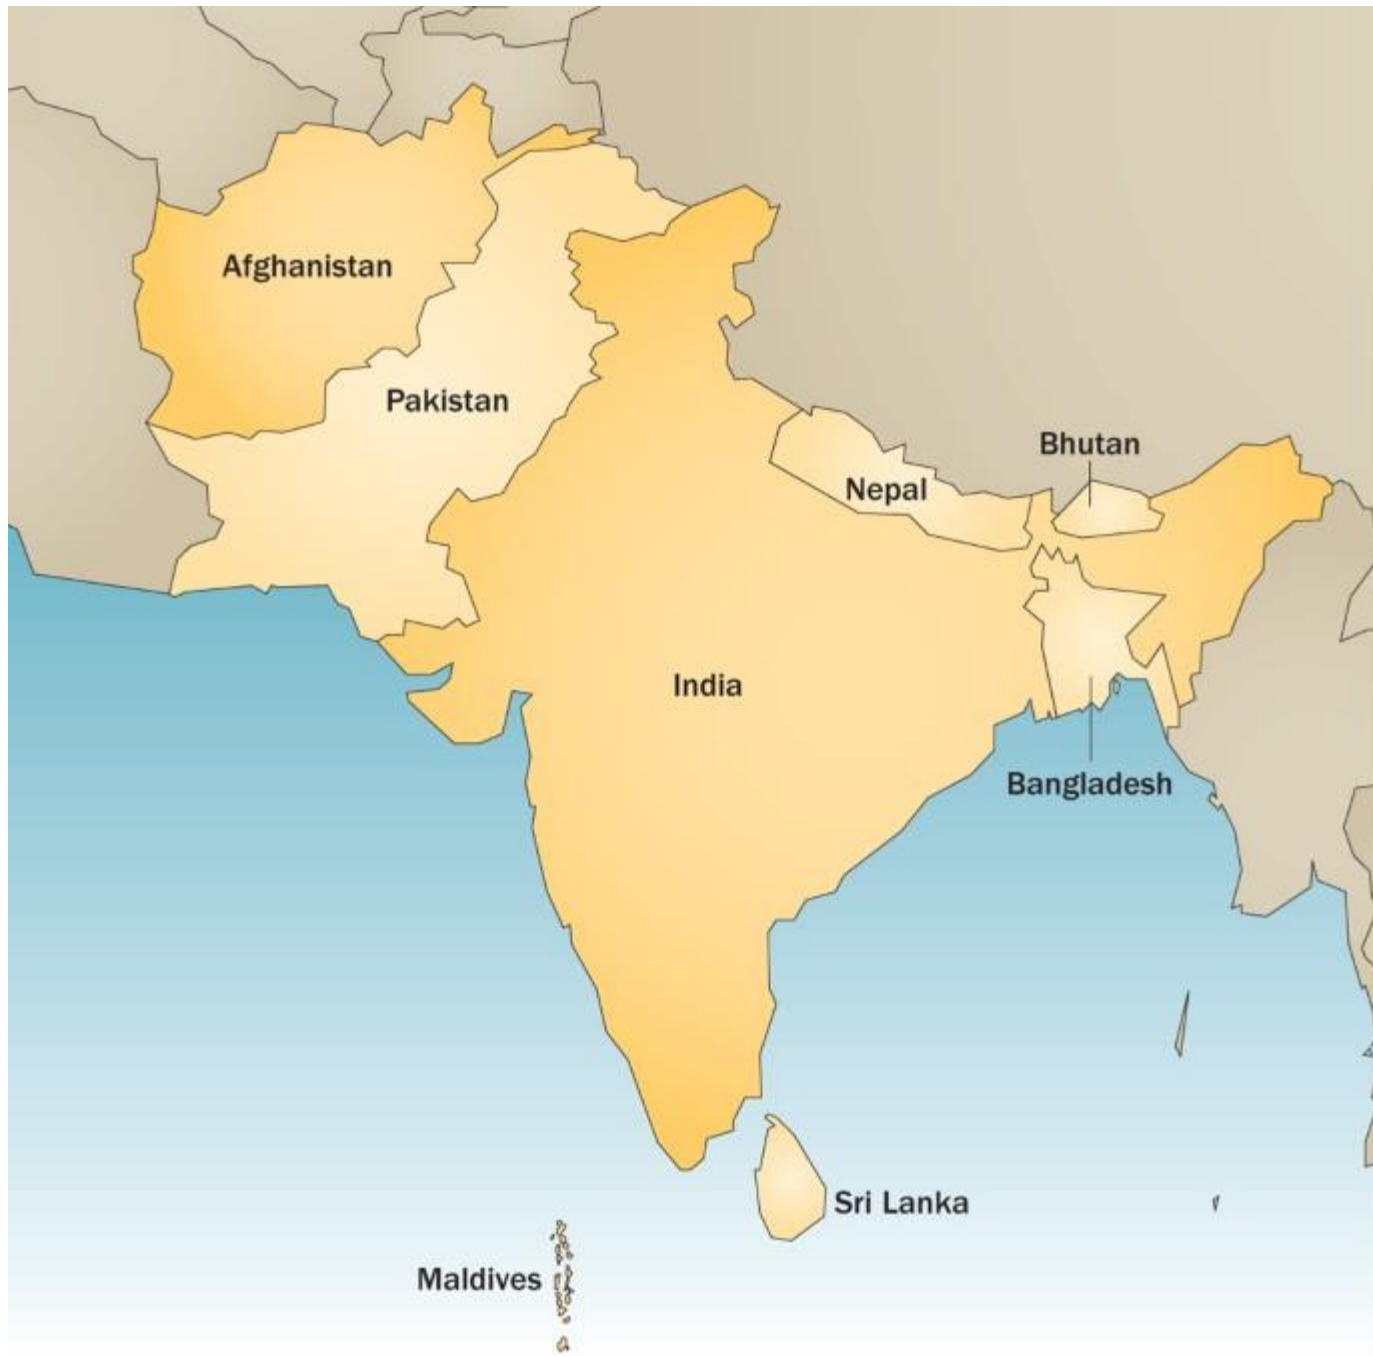 Afghanistan
Pakistan
Bhutan
Nepal
India
Bangladesh
Sri Lanka
Maldives